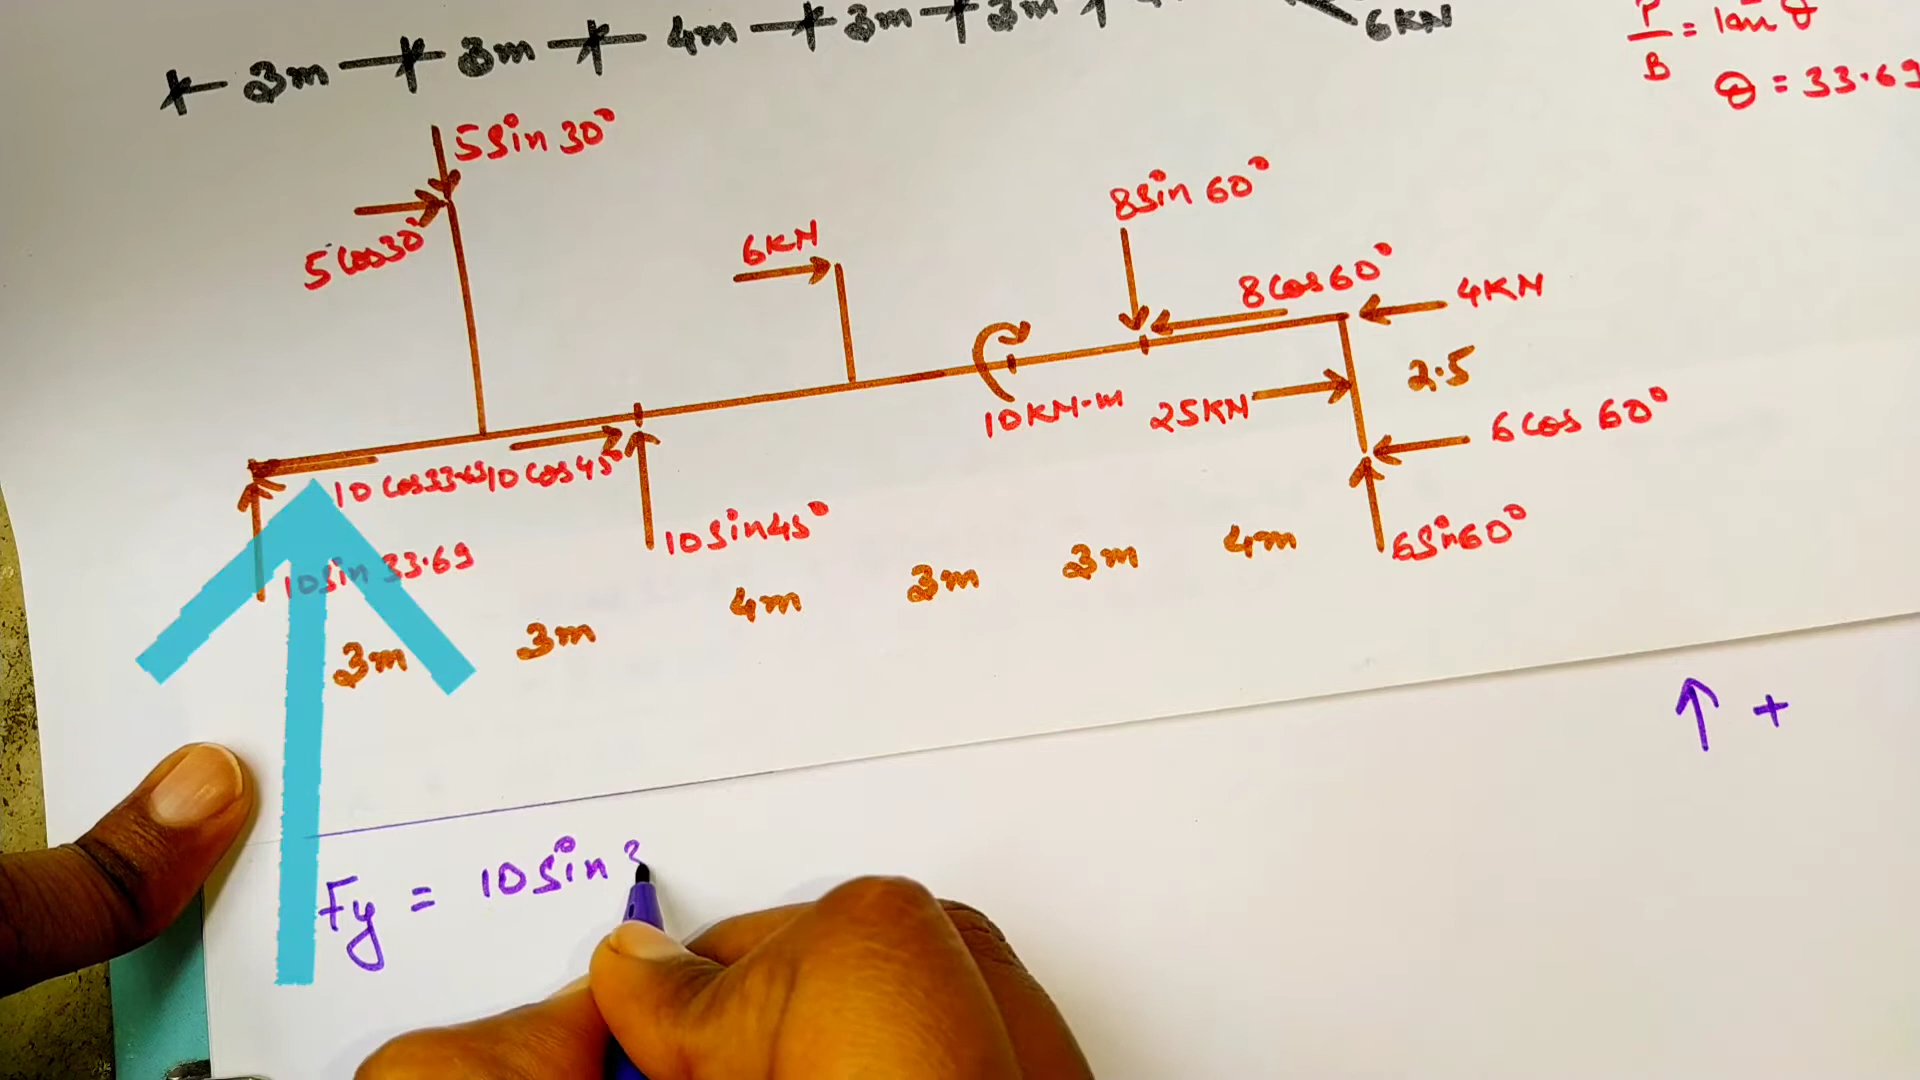 3m 3m 4m 3m 3m
6KN
P/B = tan θ
θ = 33.69
5sin 30°
5cos30°
6KN
8sin 60°
8cos60°
4KN
10KN-m
25KN
2.5
6cos 60°
10cos33.69
10cos45°
10sin45°
10sin 33.69
6sin60°
3m 3m 4m 3m 3m 4m
↑ +
Fy = 10sin 3